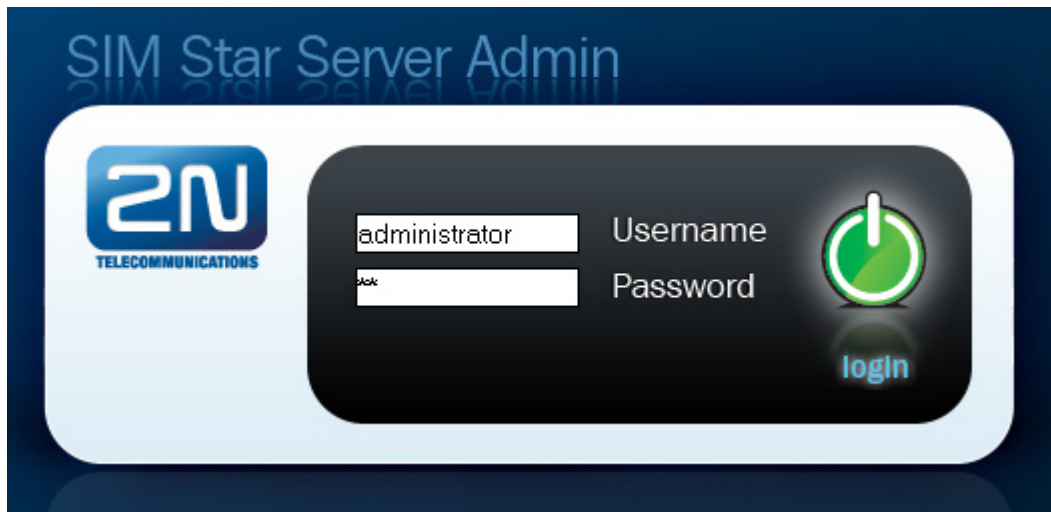 SIM Star Server Admin
2N
TELECOMMUNICATIONS
administrator Username
** Password
login